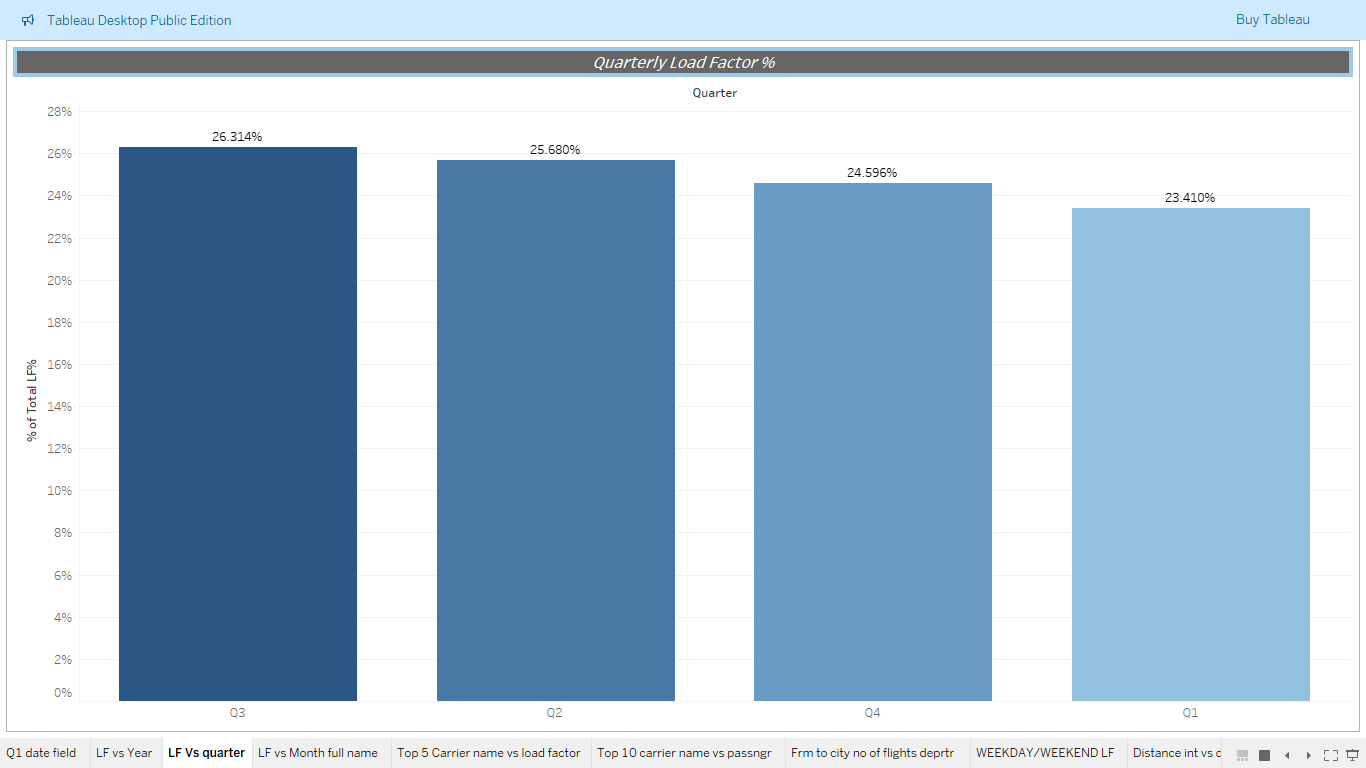 Tableau Desktop Public Edition
Buy Tableau
Quarterly Load Factor %
Quarter
28%
26%
24%
22%
20%
18%
16%
14%
12%
10%
8%
6%
4%
2%
0%
% of Total LF%
26.314%
25.680%
24.596%
23.410%
Q3
Q2
Q4
Q1
Q1 date field
LF vs Year
LF Vs quarter
LF vs Month full name
Top 5 Carrier name vs load factor
Top 10 carrier name vs passngr
Frm to city no of flights deprtr
WEEKDAY/WEEKEND LF
Distance int vs